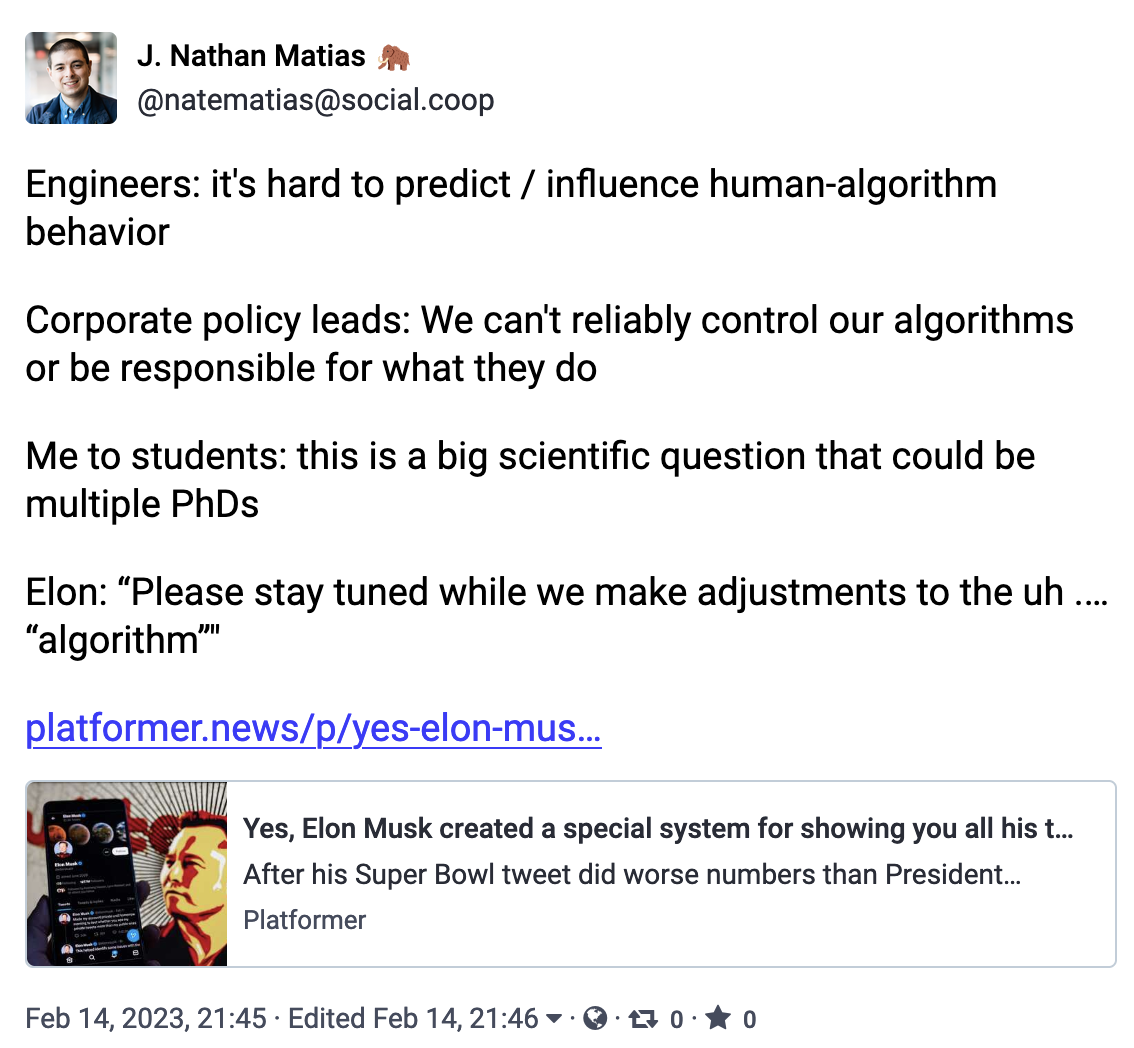 J. Nathan Matias 🦣
@natematias@social.coop
Engineers: it's hard to predict / influence human-algorithm
behavior
Corporate policy leads: We can't reliably control our algorithms
or be responsible for what they do
Me to students: this is a big scientific question that could be
multiple PhDs
Elon: “Please stay tuned while we make adjustments to the uh ….
“algorithm”"
platformer.news/p/yes-elon-mus…
Elon Musk
Elon Musk
Yes, Elon Musk created a special system for showing you all his t…
After his Super Bowl tweet did worse numbers than President…
Platformer
Feb 14, 2023, 21:45 · Edited Feb 14, 21:46 · · 0 · 0